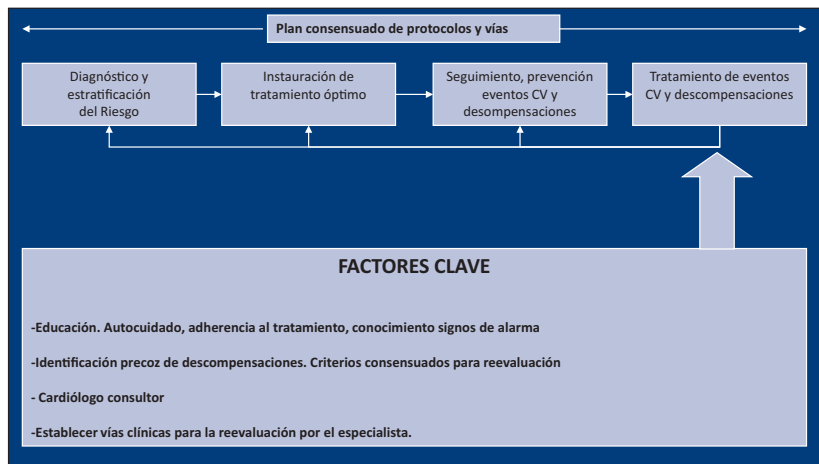 Plan consensuado de protocolos y vías
Diagnóstico y
estratificación
del Riesgo
Instauración de
tratamiento óptimo
Seguimiento, prevención
eventos CV y
desompensaciones
Tratamiento de eventos
CV y descompensaciones
FACTORES CLAVE
-Educación. Autocuidado, adherencia al tratamiento, conocimiento signos de alarma
-Identificación precoz de descompensaciones. Criterios consensuados para reevaluación
- Cardiólogo consultor
-Establecer vías clínicas para la reevaluación por el especialista.